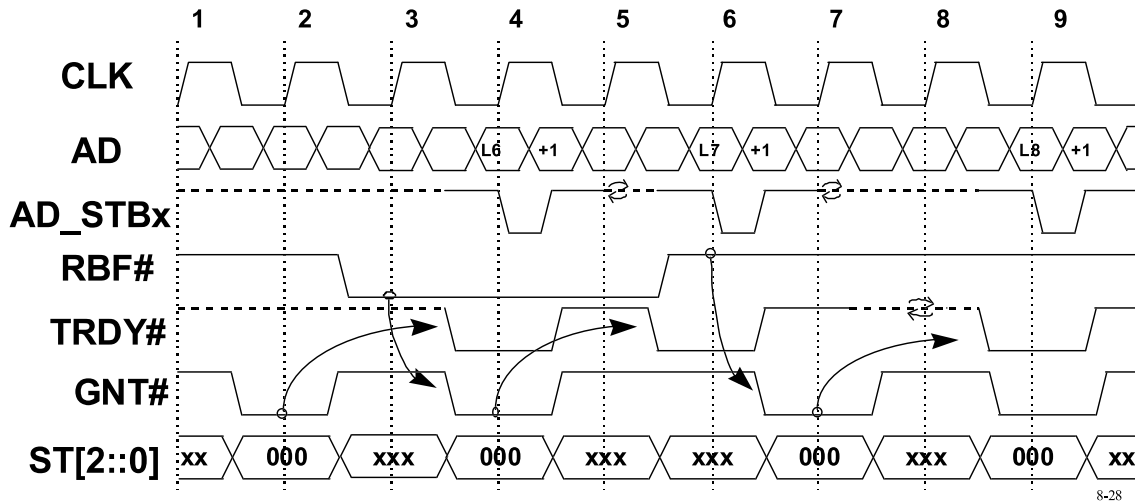 1 2 3 4 5 6 7 8 9
CLK
AD L6 +1 L7 +1 L8 +1
AD_STBx
RBF#
TRDY#
GNT#
ST[2::0] xx 000 xxx 000 xxx xxx 000 xxx 000 xx
8-28